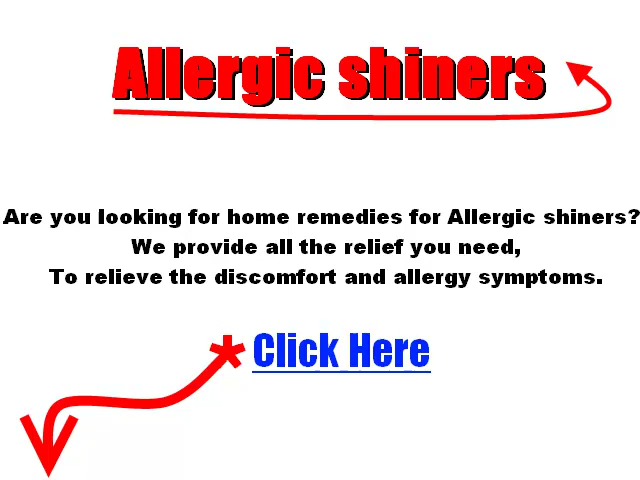 Allergic shiners
Are you looking for home remedies for Allergic shiners?
We provide all the relief you need,
To relieve the discomfort and allergy symptoms.
Click Here